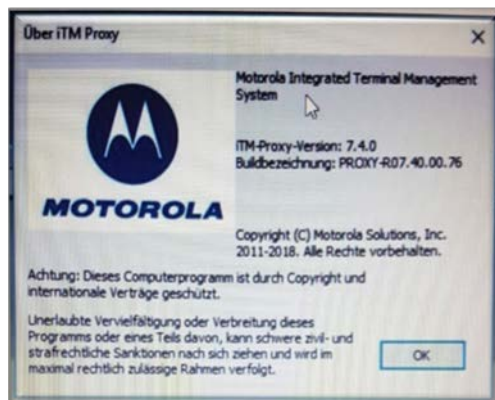 Über iTM Proxy
Motorola Integrated Terminal Management
System
iTM-Proxy-Version: 7.4.0
Buildbezeichnung: PROXY-R07.40.00.76
MOTOROLA
Copyright (C) Motorola Solutions, Inc.
2011-2018. Alle Rechte vorbehalten.
Achtung: Dieses Computerprogramm ist durch Copyright und
internationale Verträge geschützt.
Unerlaubte Vervielfältigung oder Verbreitung dieses
Programms oder eines Teils davon, kann schwere zivil- und
strafrechtliche Sanktionen nach sich ziehen und wird im
maximal rechtlich zulässige Rahmen verfolgt.
OK